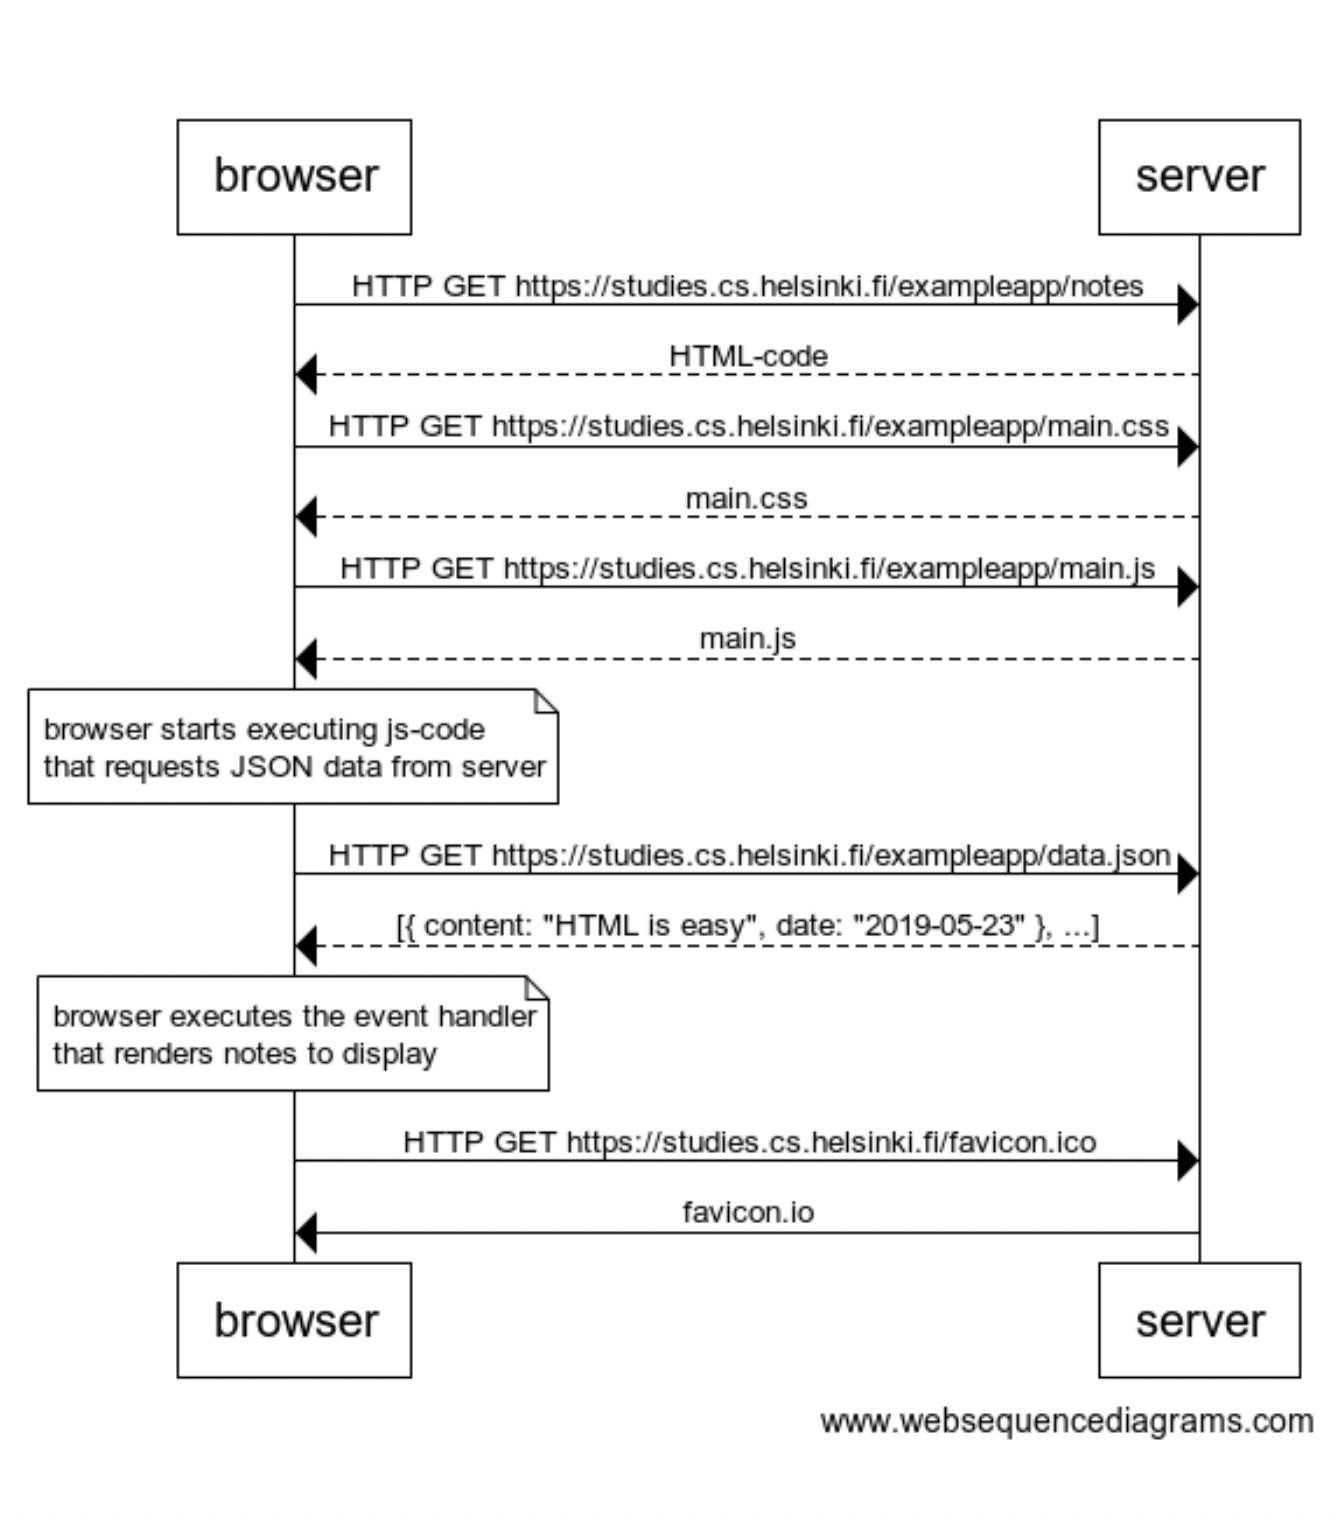 browser
server
HTTP GET https://studies.cs.helsinki.fi/exampleapp/notes
HTML-code
HTTP GET https://studies.cs.helsinki.fi/exampleapp/main.css
main.css
HTTP GET https://studies.cs.helsinki.fi/exampleapp/main.js
main.js
browser starts executing js-code
that requests JSON data from server
HTTP GET https://studies.cs.helsinki.fi/exampleapp/data.json
[{ content: "HTML is easy", date: "2019-05-23" }, ...]
browser executes the event handler
that renders notes to display
HTTP GET https://studies.cs.helsinki.fi/favicon.ico
favicon.io
browser
server
www.websequencediagrams.com